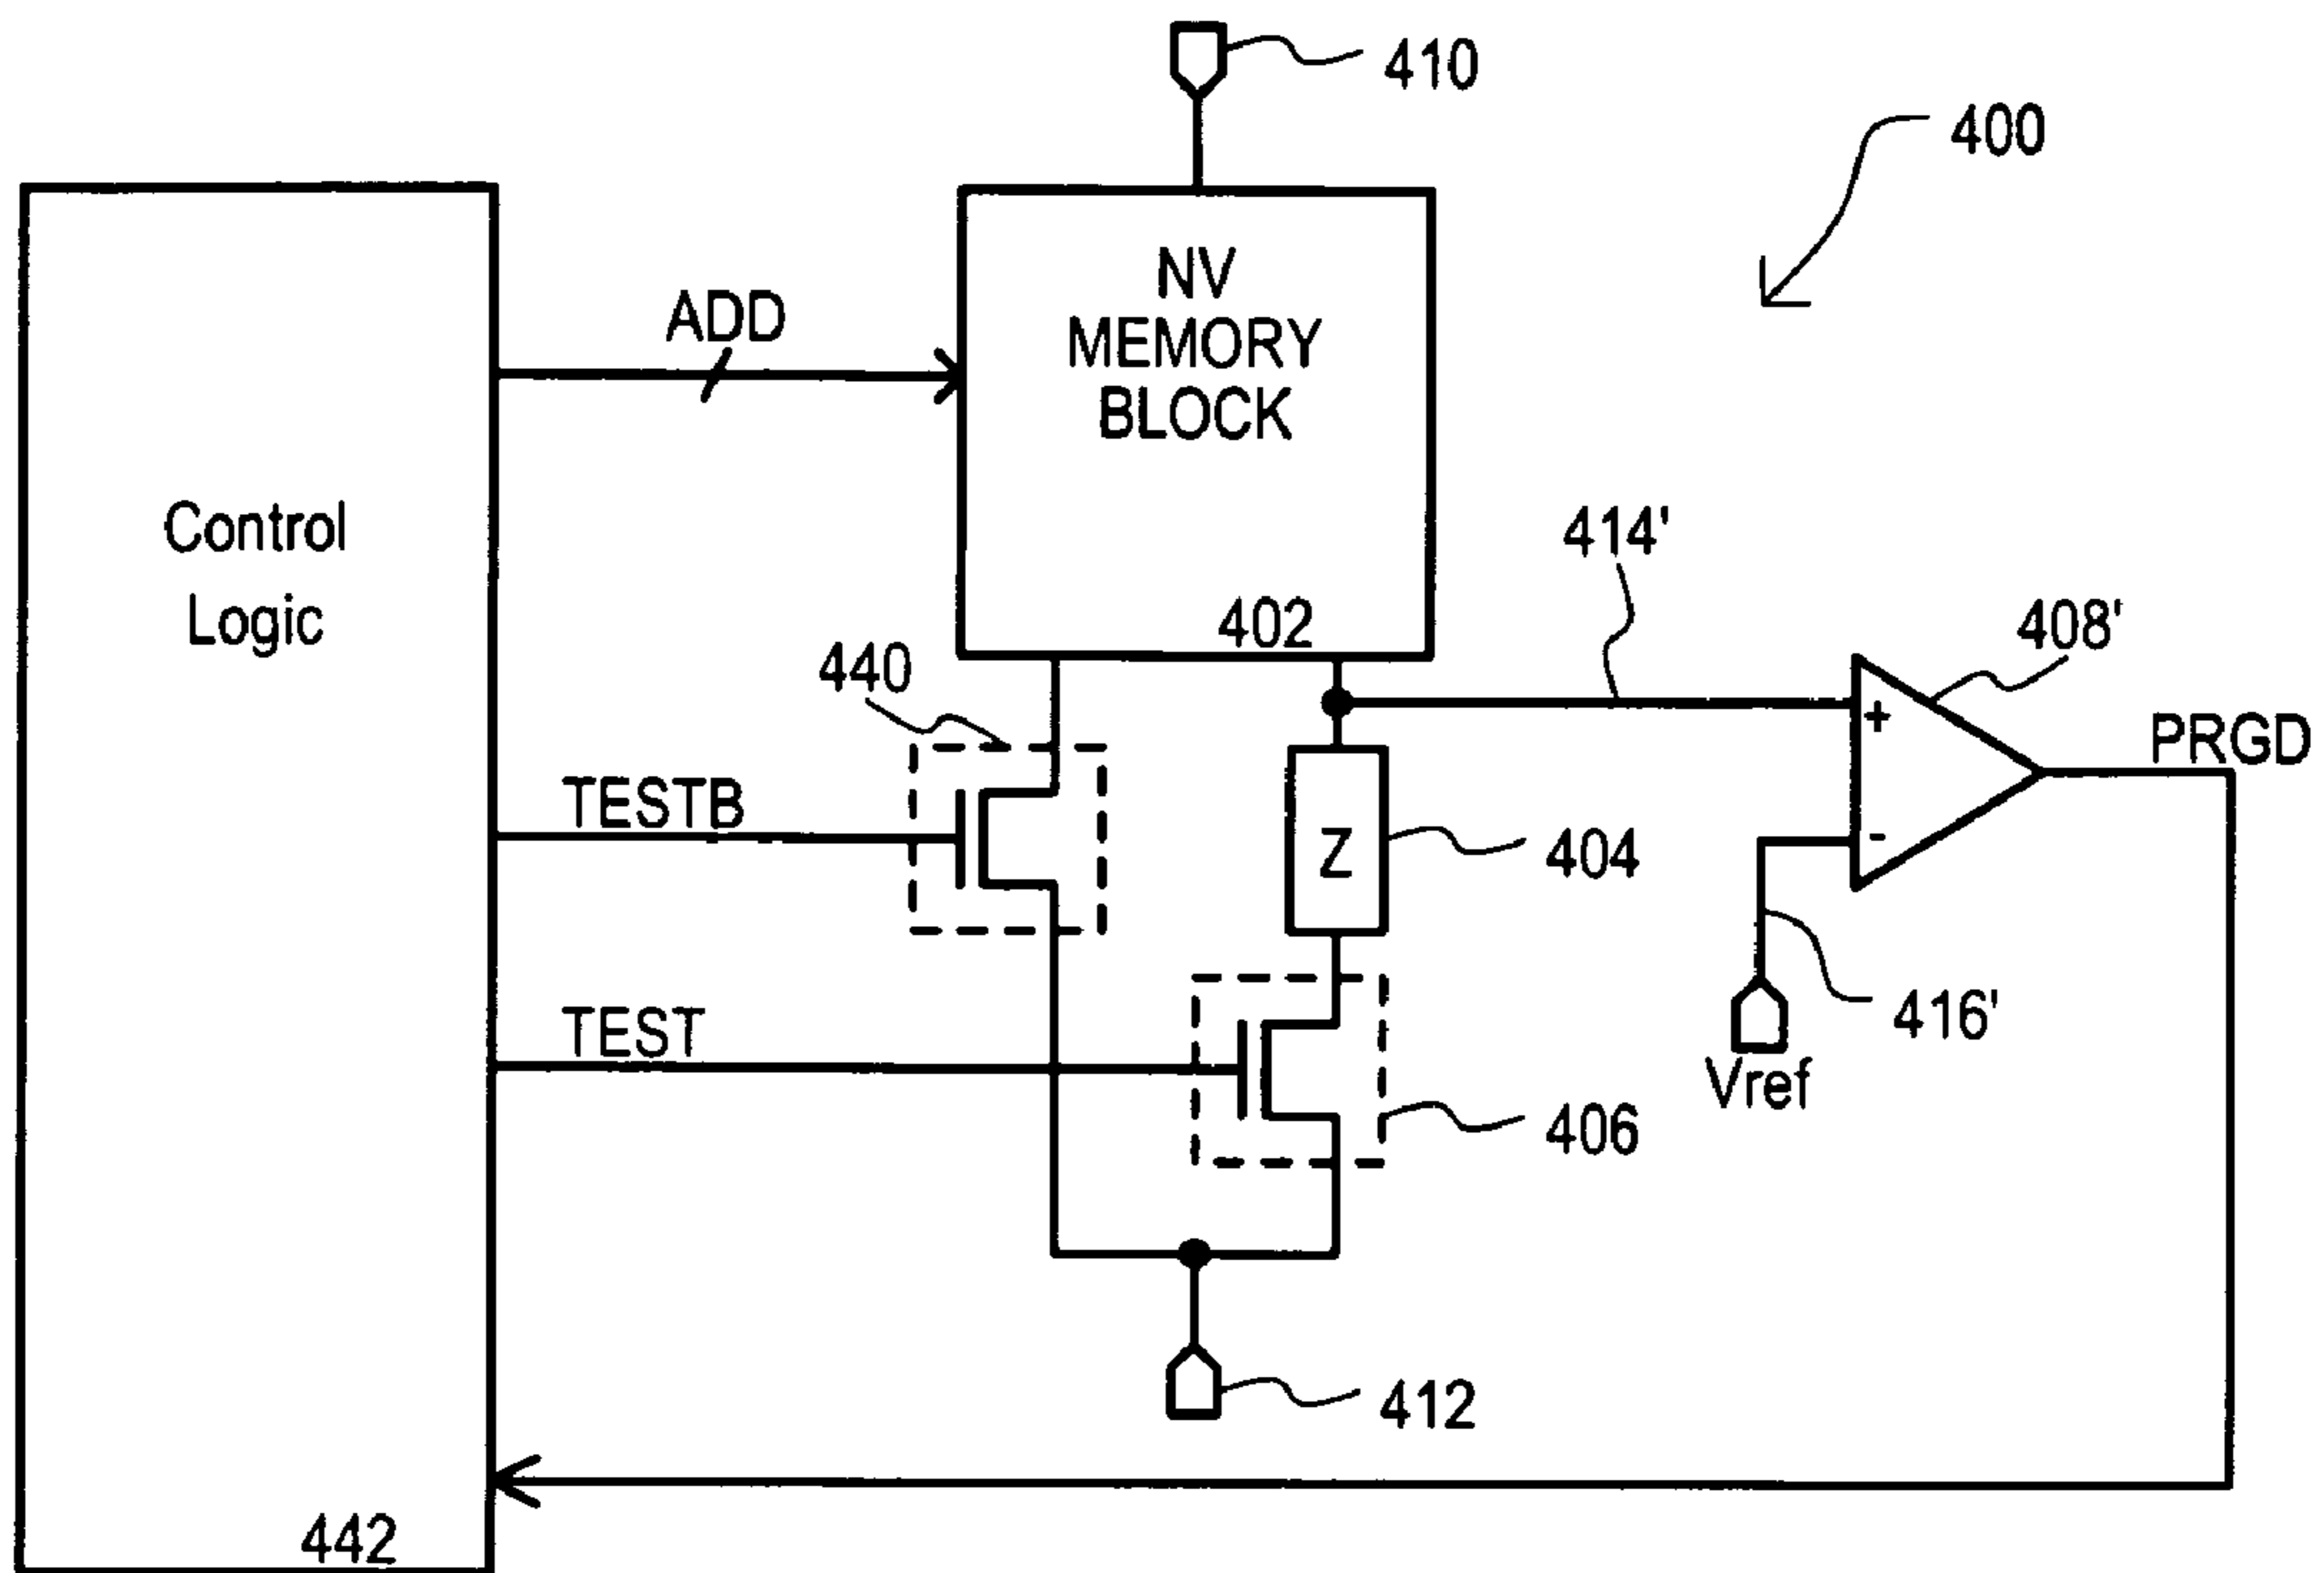 410
400
NV
MEMORY
BLOCK
402
ADD
Control
Logic
414'
408'
440
+
-
PRGD
TESTB
Z
404
TEST
416'
Vref
406
412
442